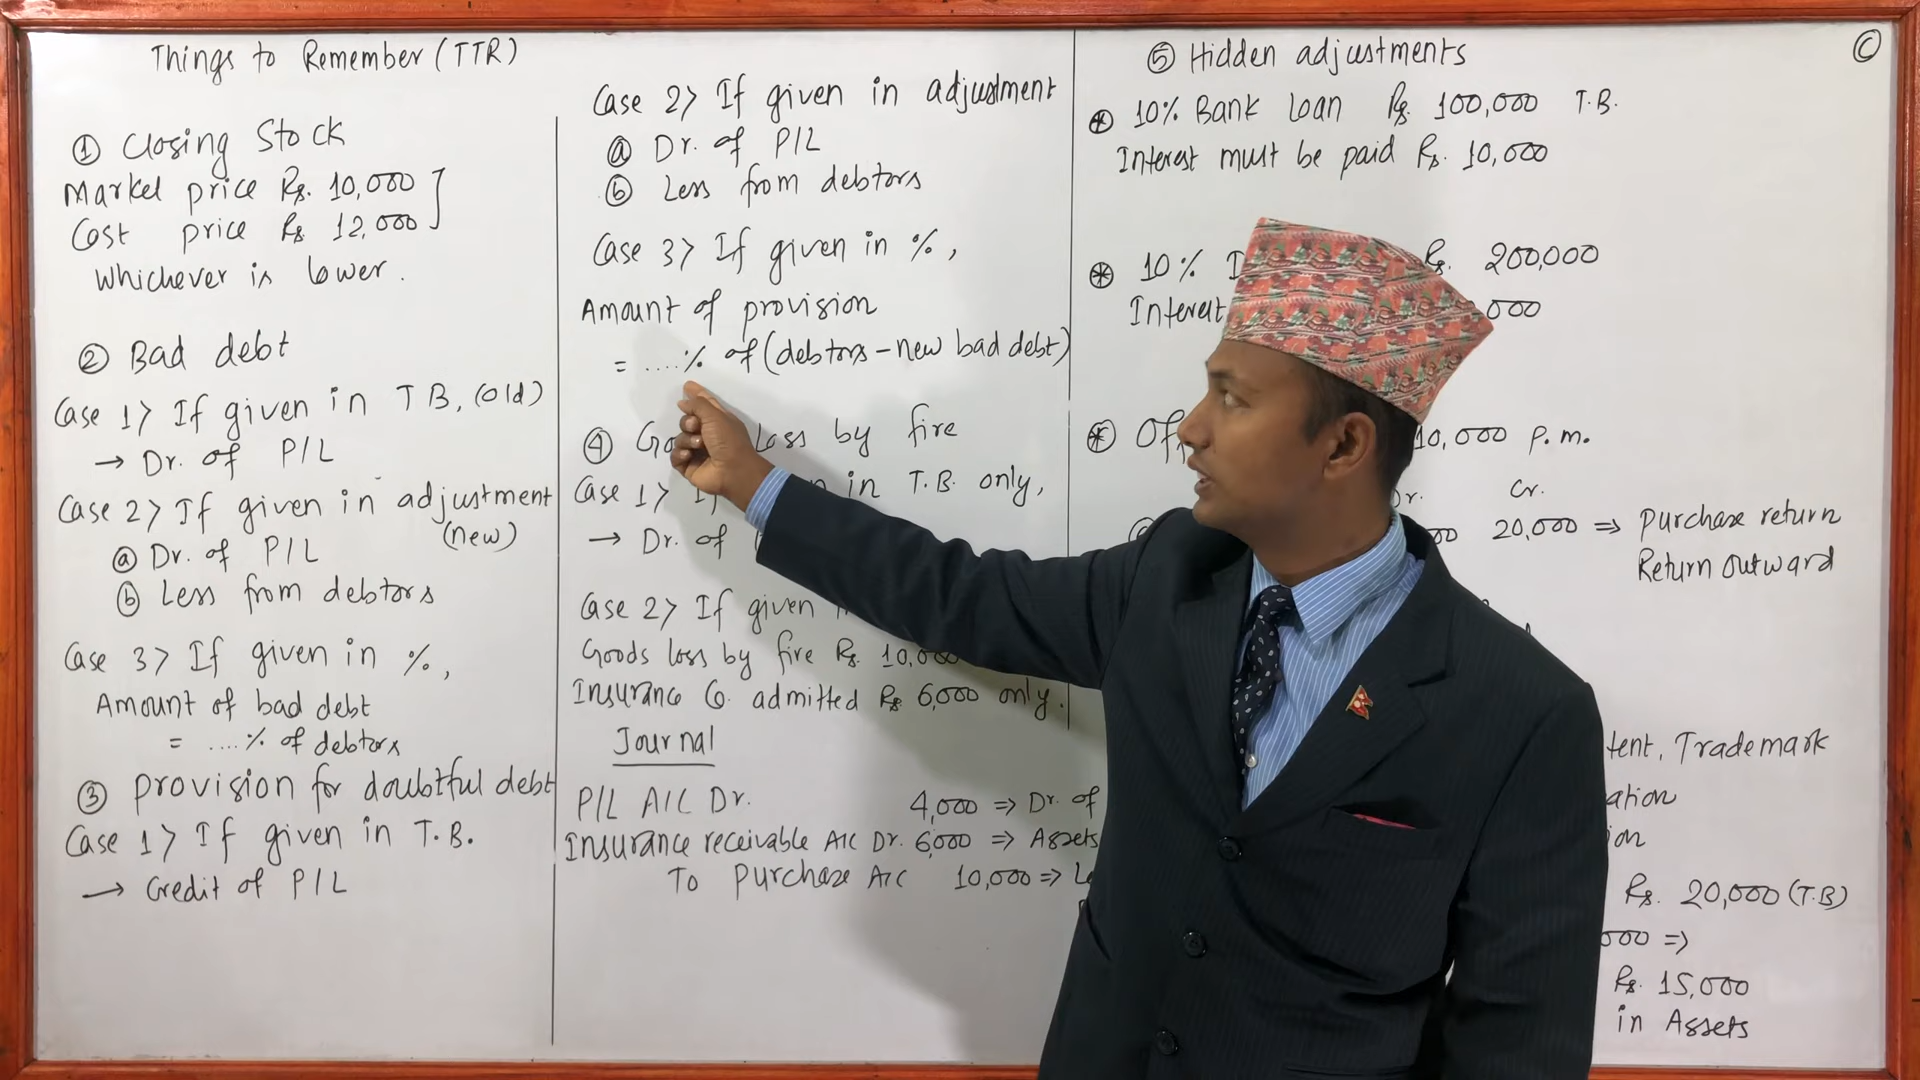 Things to Remember (TTR)
① Closing Stock
Market price Rs. 10,000
Cost price Rs 12,000
Whichever is lower.
② Bad debt
Case 1> If given in T B. (Old)
→ Dr. of P/L
Case 2> If given in adjustment
(new)
ⓐ Dr. of P/L
ⓑ Less from debtors
Case 3> If given in %,
Amount of bad debt
= ....% of debtors
③ Provision for doubtful debt
Case 1> If given in T.B.
→ Credit of P/L
Case 2> If given in adjustment
ⓐ Dr. of P/L
ⓑ Less from debtors
Case 3> If given in %,
Amount of provision
= ....% of (debtors - new bad debt)
④ Loss by fire
Case 1> in T.B. only,
→ Dr. of
Case 2> If given
Goods loss by fire Rs. 10,000
Insurance Co. admitted Rs 6,000 only.
Journal
P/L A/C Dr. 4,000 ⇒ Dr. of
Insurance receivable A/C Dr. 6,000 ⇒ Assets
To Purchase A/C 10,000 ⇒
⑤ Hidden adjustments
* 10% Bank Loan Rs. 100,000 T.B.
Interest must be paid Rs. 10,000
* 10% Rs. 200,000
Interest 000
* 10,000 p.m.
Cr.
20,000 ⇒ Purchase return
Return outward
Trademark
Rs. 20,000 (T.B)
000 ⇒
Rs. 15,000
in Assets
©